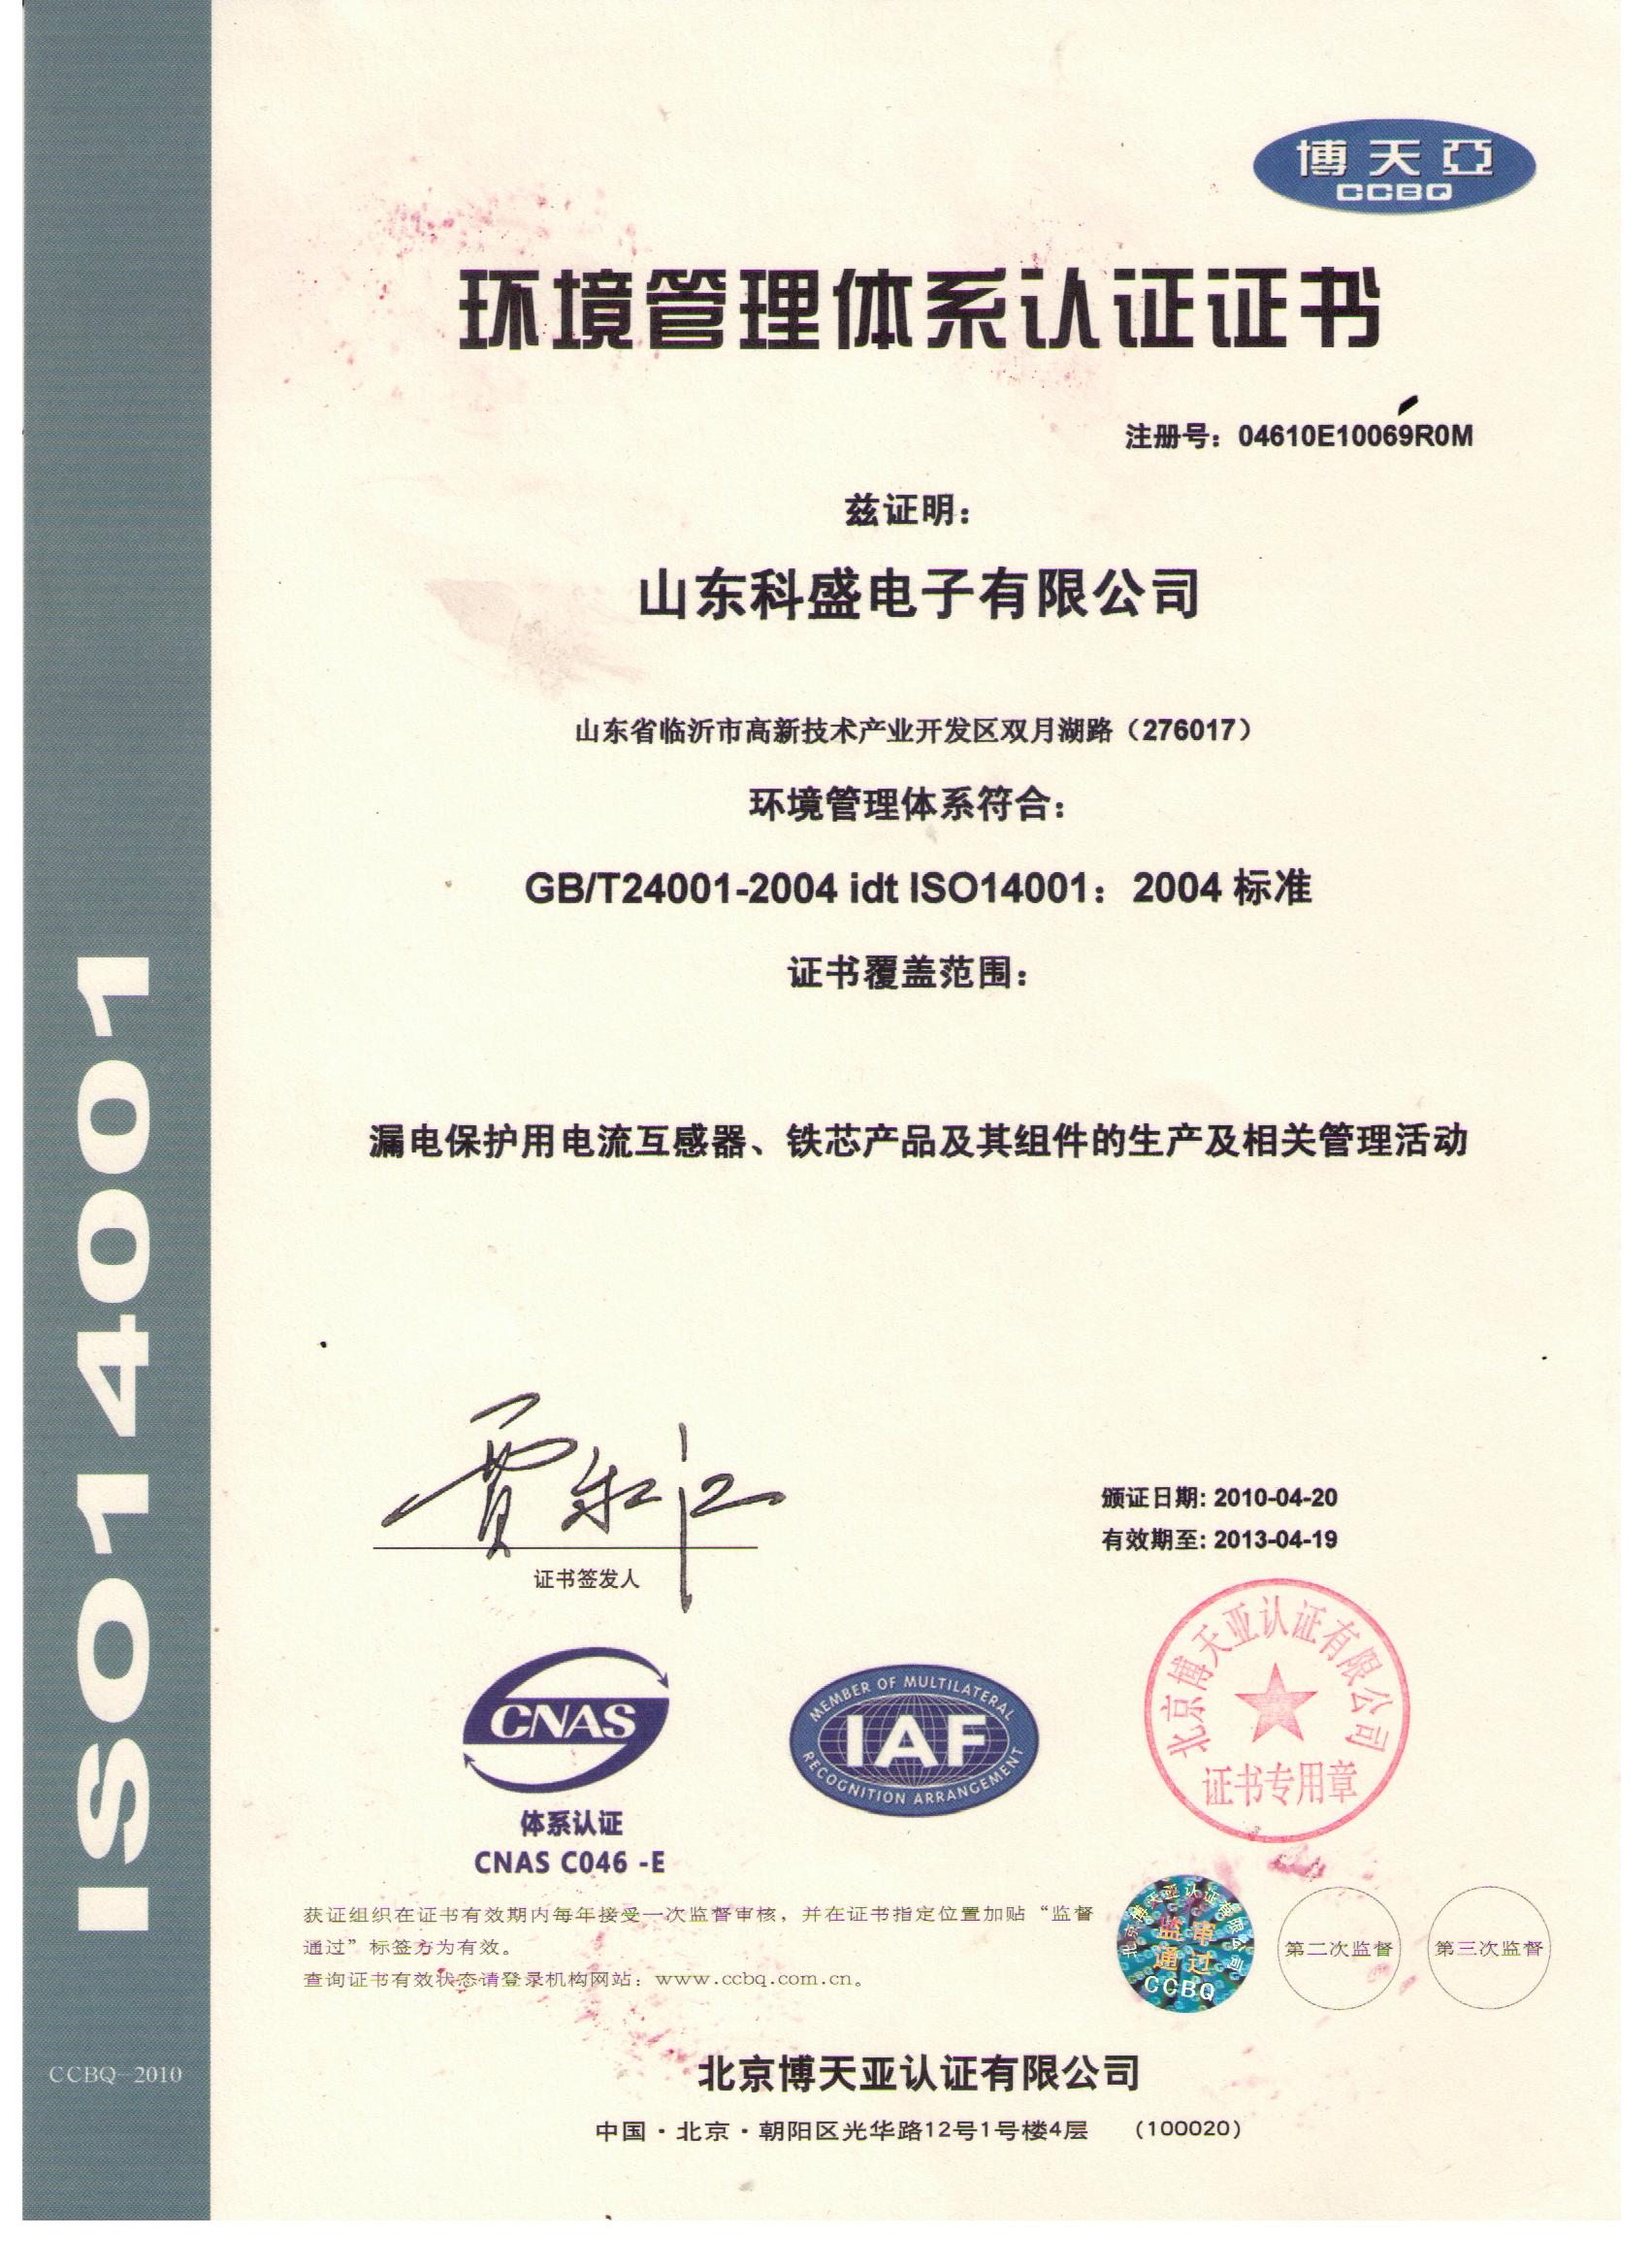 博天亞
CCBQ
环境管理体系认证证书
注册号：04610E10069R0M
兹证明：
山东科盛电子有限公司
山东省临沂市高新技术产业开发区双月湖路（276017）
环境管理体系符合：
GB/T24001-2004 idt ISO14001：2004 标准
证书覆盖范围：
漏电保护用电流互感器、铁芯产品及其组件的生产及相关管理活动
ISO14001
颁证日期: 2010-04-20
有效期至: 2013-04-19
证书签发人
CNAS
体系认证
CNAS C046 -E
MEMBER OF MULTILATERAL
IAF
RECOGNITION ARRANGEMENT
北京博天亚认证有限公司
证书专用章
获证组织在证书有效期内每年接受一次监督审核，并在证书指定位置加贴“监督
通过”标签方为有效。
查询证书有效状态请登录机构网站：www.ccbq.com.cn。
北京博天亚认证有限公司
监审
通过
CCBQ
第二次监督
第三次监督
CCBQ-2010
北京博天亚认证有限公司
中国·北京·朝阳区光华路12号1号楼4层 （100020）